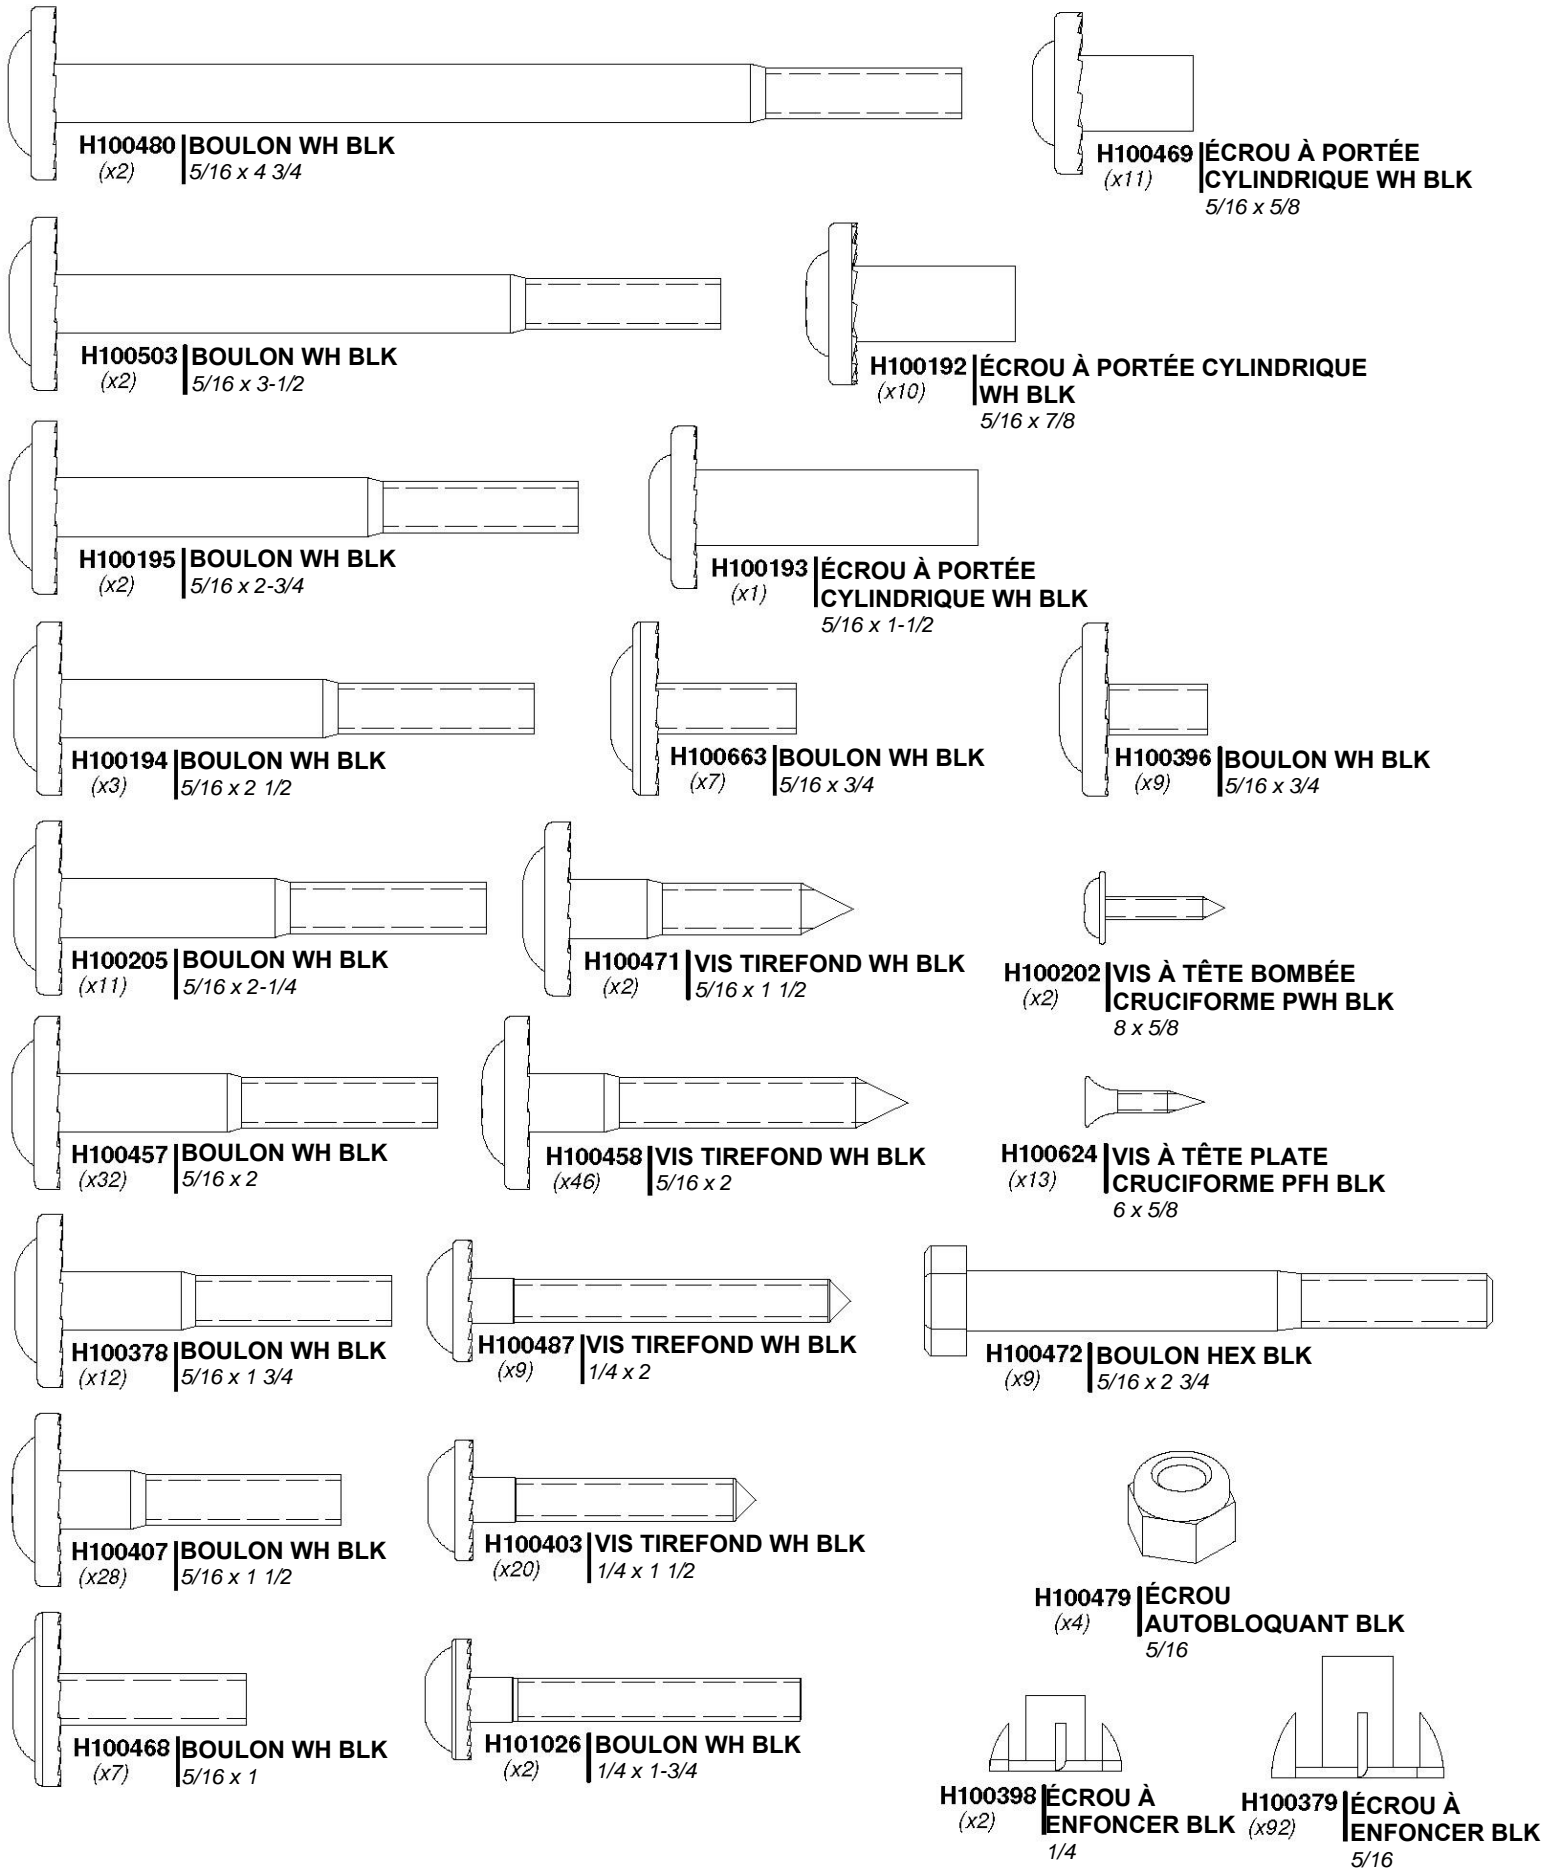 H100480 BOULON WH BLK
(x2) 5/16 x 4 3/4
H100469 ÉCROU À PORTÉE
(x11) CYLINDRIQUE WH BLK
5/16 x 5/8
H100503 BOULON WH BLK
(x2) 5/16 x 3-1/2
H100192 ÉCROU À PORTÉE CYLINDRIQUE
(x10) WH BLK
5/16 x 7/8
H100195 BOULON WH BLK
(x2) 5/16 x 2-3/4
H100193 ÉCROU À PORTÉE
(x1) CYLINDRIQUE WH BLK
5/16 x 1-1/2
H100194 BOULON WH BLK
(x3) 5/16 x 2 1/2
H100663 BOULON WH BLK
(x7) 5/16 x 3/4
H100396 BOULON WH BLK
(x9) 5/16 x 3/4
H100205 BOULON WH BLK
(x11) 5/16 x 2-1/4
H100471 VIS TIREFOND WH BLK
(x2) 5/16 x 1 1/2
H100202 VIS À TÊTE BOMBÉE
(x2) CRUCIFORME PWH BLK
8 x 5/8
H100457 BOULON WH BLK
(x32) 5/16 x 2
H100458 VIS TIREFOND WH BLK
(x46) 5/16 x 2
H100624 VIS À TÊTE PLATE
(x13) CRUCIFORME PFH BLK
6 x 5/8
H100378 BOULON WH BLK
(x12) 5/16 x 1 3/4
H100487 VIS TIREFOND WH BLK
(x9) 1/4 x 2
H100472 BOULON HEX BLK
(x9) 5/16 x 2 3/4
H100407 BOULON WH BLK
(x28) 5/16 x 1 1/2
H100403 VIS TIREFOND WH BLK
(x20) 1/4 x 1 1/2
H100479 ÉCROU
(x4) AUTOBLOQUANT BLK
5/16
H100468 BOULON WH BLK
(x7) 5/16 x 1
H101026 BOULON WH BLK
(x2) 1/4 x 1-3/4
H100398 ÉCROU À
(x2) ENFONCER BLK
1/4
H100379 ÉCROU À
(x92) ENFONCER BLK
5/16